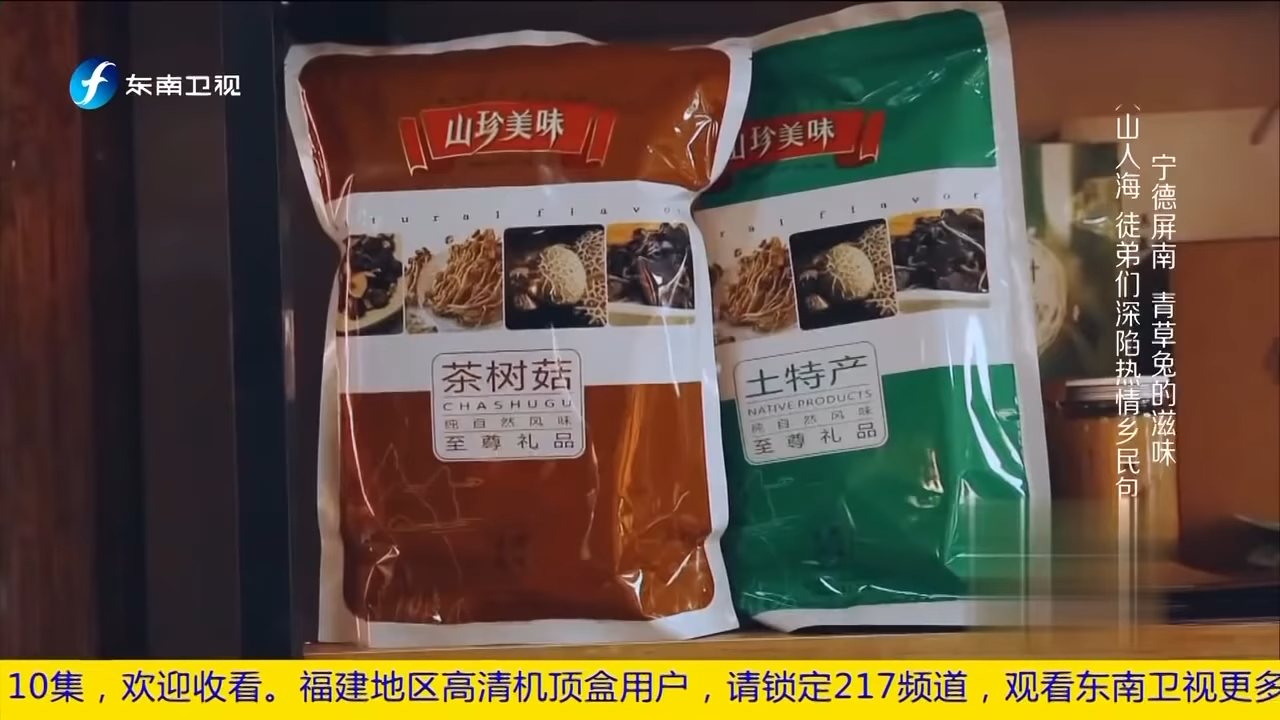 东南卫视
山珍美味
tural flavor
茶树菇
CHASHUGU
纯自然风味
至尊礼品
山珍美味
ral flavor
土特产
NATIVE PRODUCTS
纯自然风味
至尊礼品
宁德屏南 青草兔的滋味
山人海 徒弟们深陷热情乡民句
10集，欢迎收看。福建地区高清机顶盒用户，请锁定217频道，观看东南卫视更多